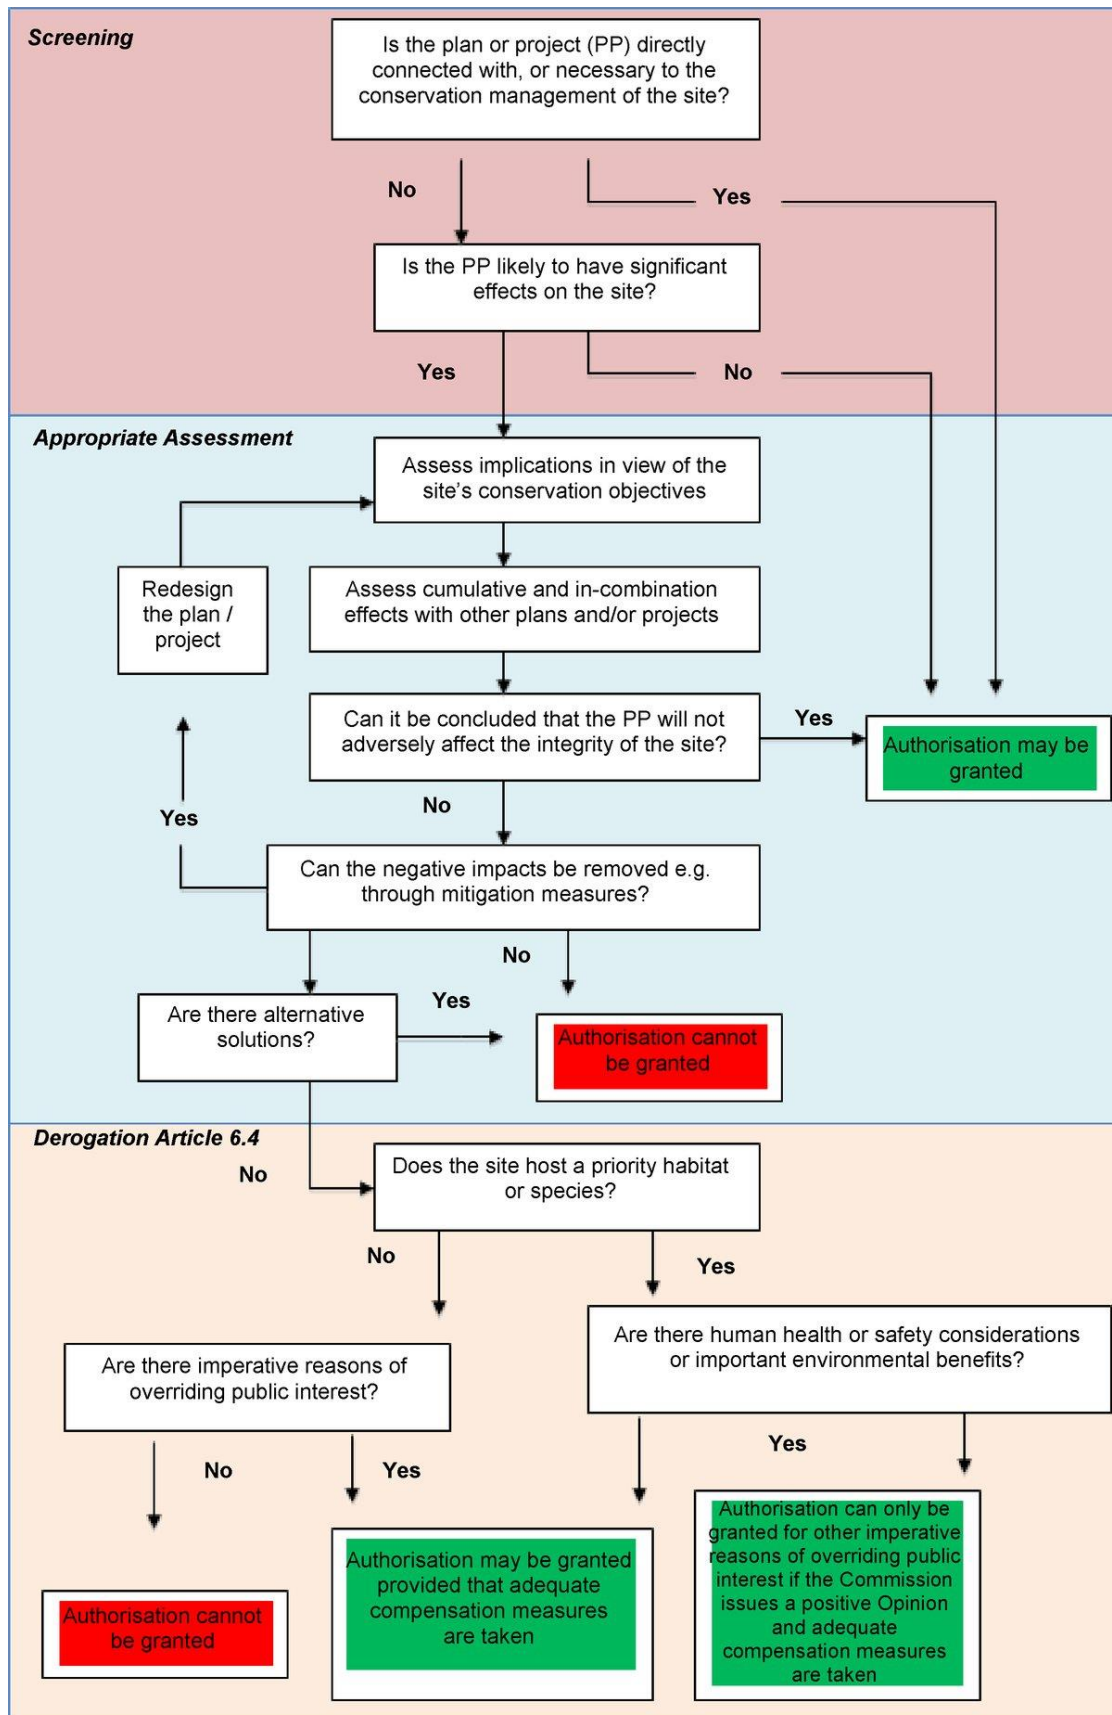 Screening
Is the plan or project (PP) directly
connected with, or necessary to the
conservation management of the site?
No
Yes
Is the PP likely to have significant
effects on the site?
Yes
No
Appropriate Assessment
Assess implications in view of the
site's conservation objectives
Redesign
the plan /
project
Assess cumulative and in-combination
effects with other plans and/or projects
Can it be concluded that the PP will not
adversely affect the integrity of the site?
Yes
Authorisation may be
granted
No
Yes
Can the negative impacts be removed e.g.
through mitigation measures?
No
Are there alternative
solutions?
Yes
Authorisation cannot
be granted
Derogation Article 6.4
No
Does the site host a priority habitat
or species?
No
Yes
Are there imperative reasons of
overriding public interest?
Are there human health or safety considerations
or important environmental benefits?
No
Yes
Yes
Authorisation cannot
be granted
Authorisation may be granted
provided that adequate
compensation measures
are taken
Authorisation can only be
granted for other imperative
reasons of overriding public
interest if the Commission
issues a positive Opinion
and adequate
compensation measures
are taken